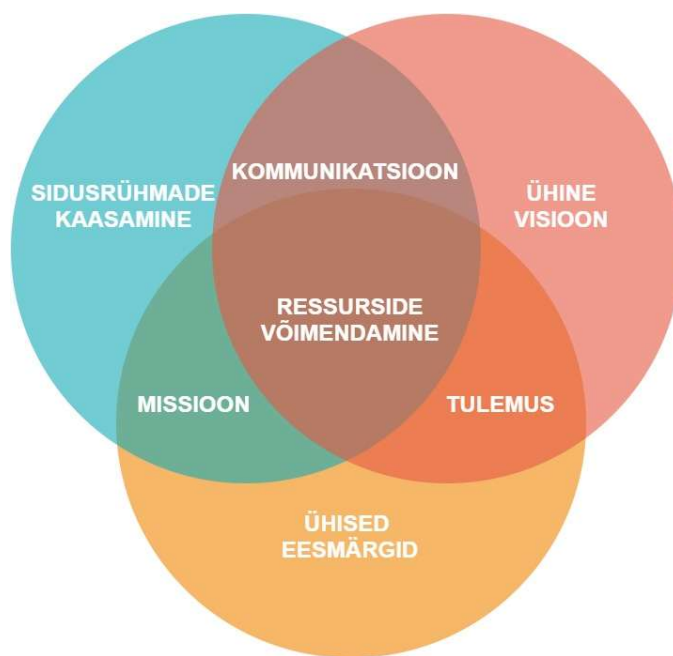 KOMMUNIKATSIOON
SIDUSRÜHMADE
KAASAMINE
ÜHINE
VISIOON
RESSURSIDE
VÕIMENDAMINE
MISSIOON
TULEMUS
ÜHISED
EESMÄRGID